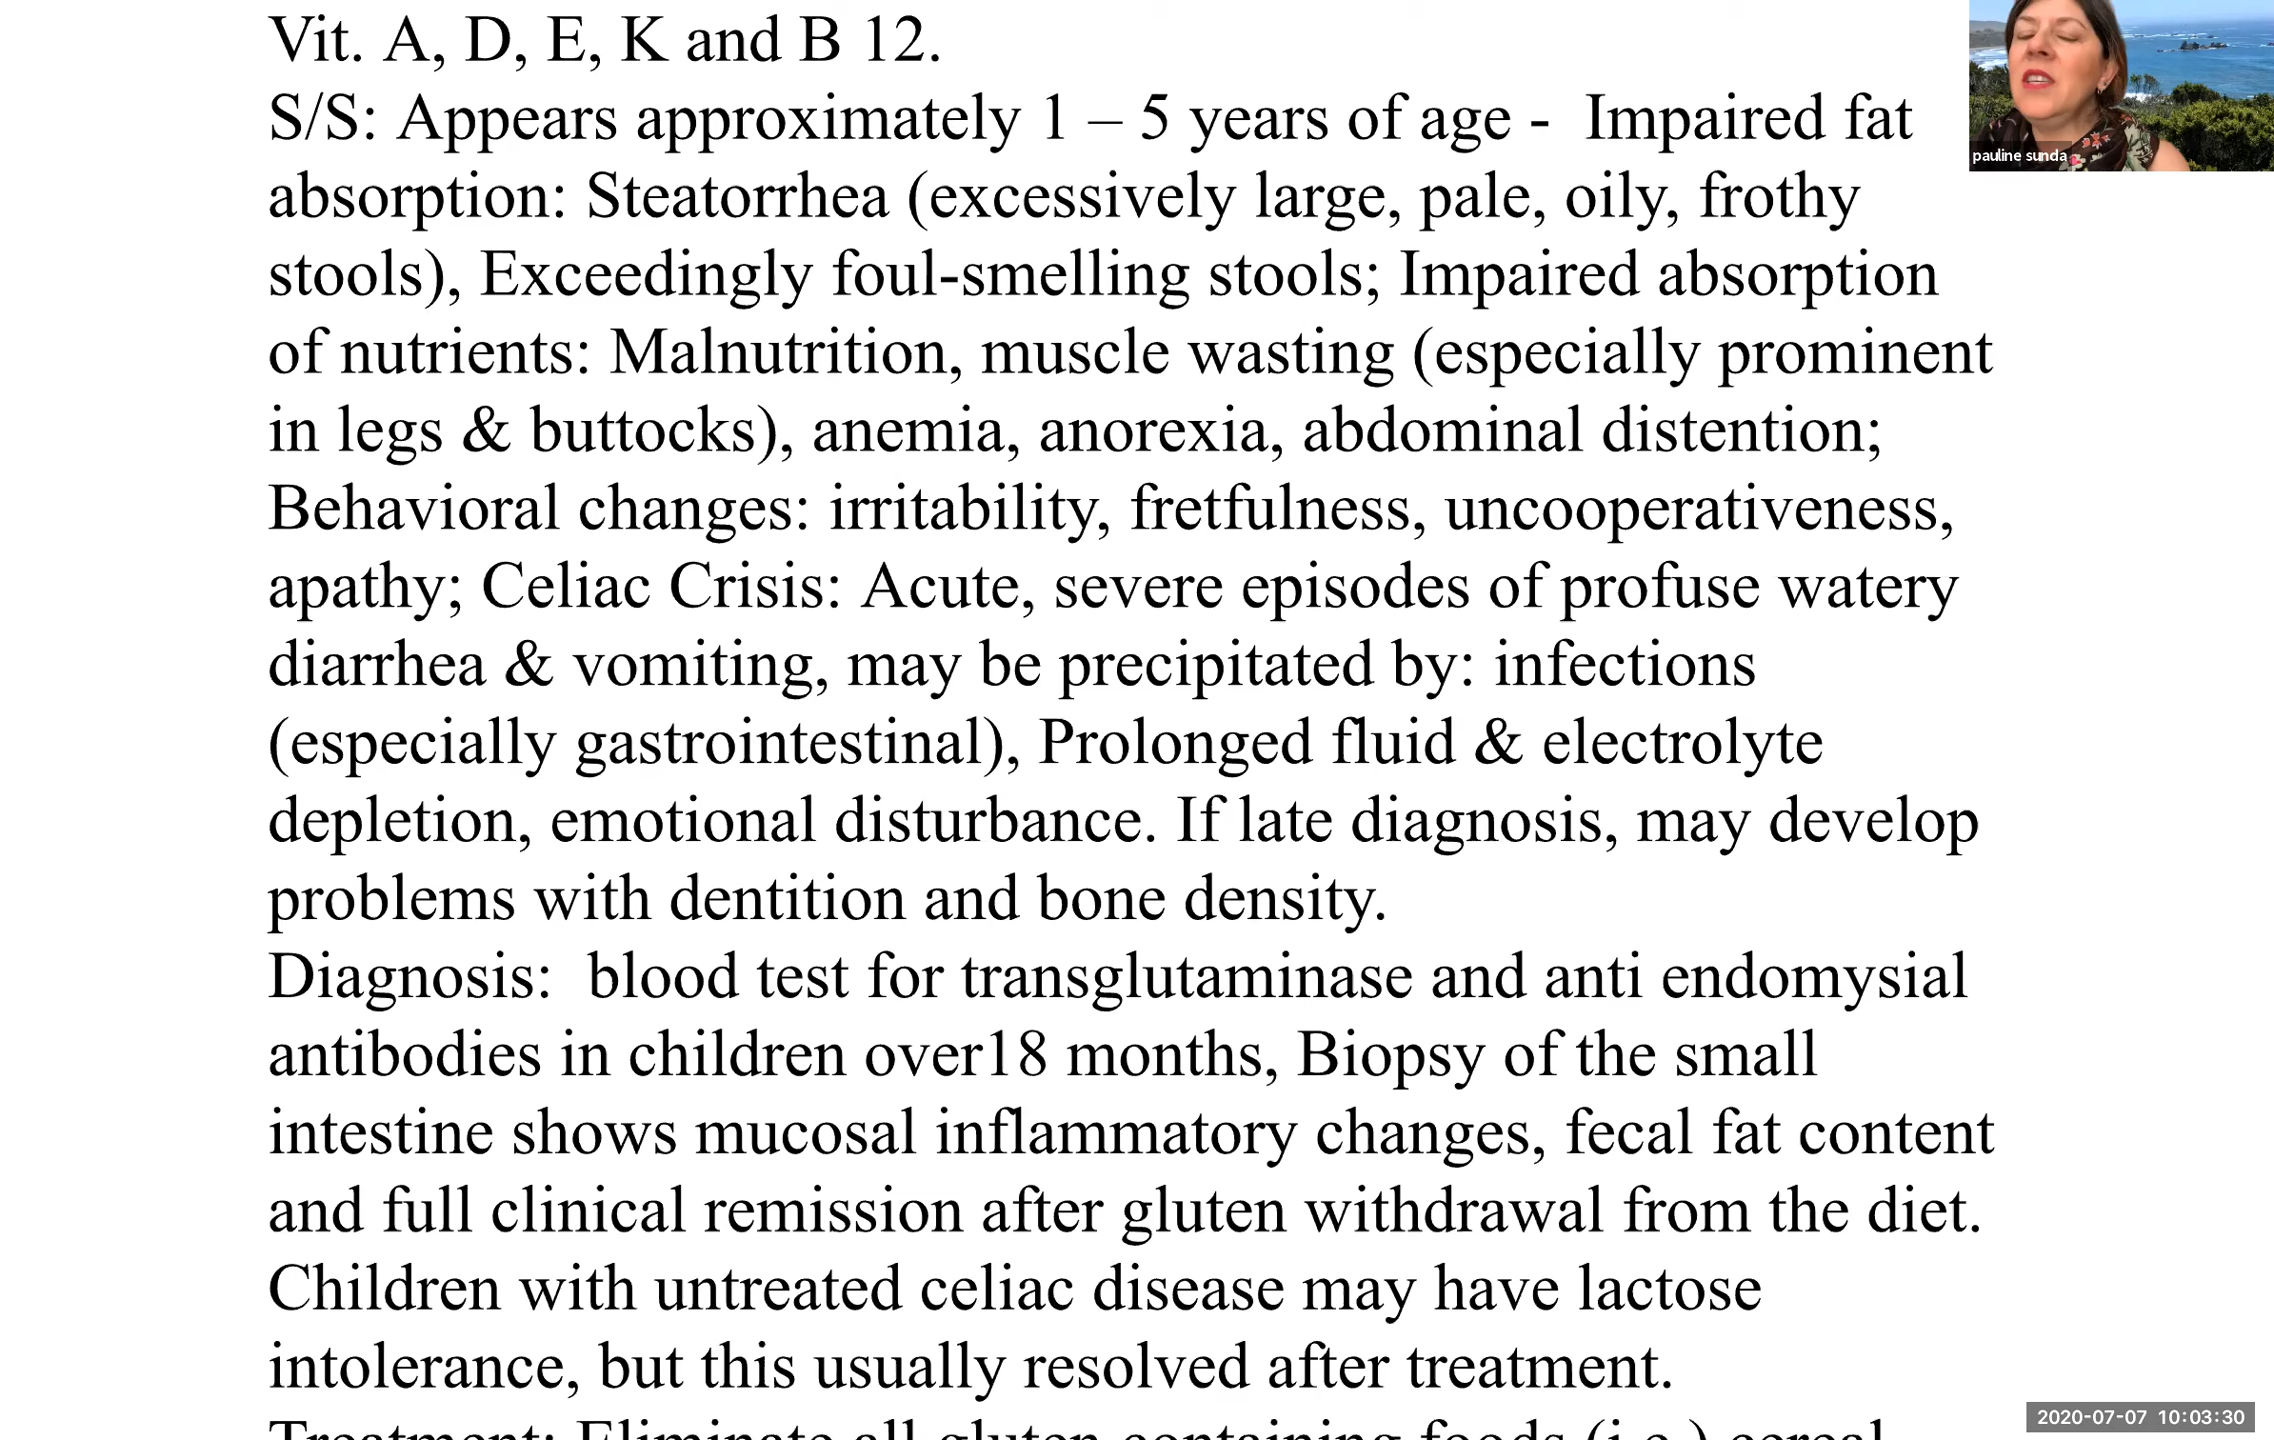 Vit. A, D, E, K and B 12.
S/S: Appears approximately 1 – 5 years of age -  Impaired fat
absorption: Steatorrhea (excessively large, pale, oily, frothy
stools), Exceedingly foul-smelling stools; Impaired absorption
of nutrients: Malnutrition, muscle wasting (especially prominent
in legs & buttocks), anemia, anorexia, abdominal distention;
Behavioral changes: irritability, fretfulness, uncooperativeness,
apathy; Celiac Crisis: Acute, severe episodes of profuse watery
diarrhea & vomiting, may be precipitated by: infections
(especially gastrointestinal), Prolonged fluid & electrolyte
depletion, emotional disturbance. If late diagnosis, may develop
problems with dentition and bone density.
Diagnosis:  blood test for transglutaminase and anti endomysial
antibodies in children over18 months, Biopsy of the small
intestine shows mucosal inflammatory changes, fecal fat content
and full clinical remission after gluten withdrawal from the diet.
Children with untreated celiac disease may have lactose
intolerance, but this usually resolved after treatment.
Treatment: Eliminate all gluten containing foods (i.e.) cereal
pauline sunda
2020-07-07 10:03:30